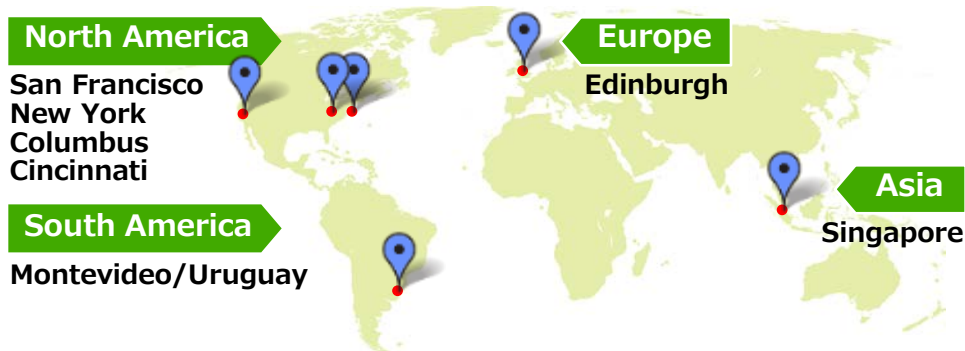 North America
San Francisco
New York
Columbus
Cincinnati
South America
Montevideo/Uruguay
Europe
Edinburgh
Asia
Singapore